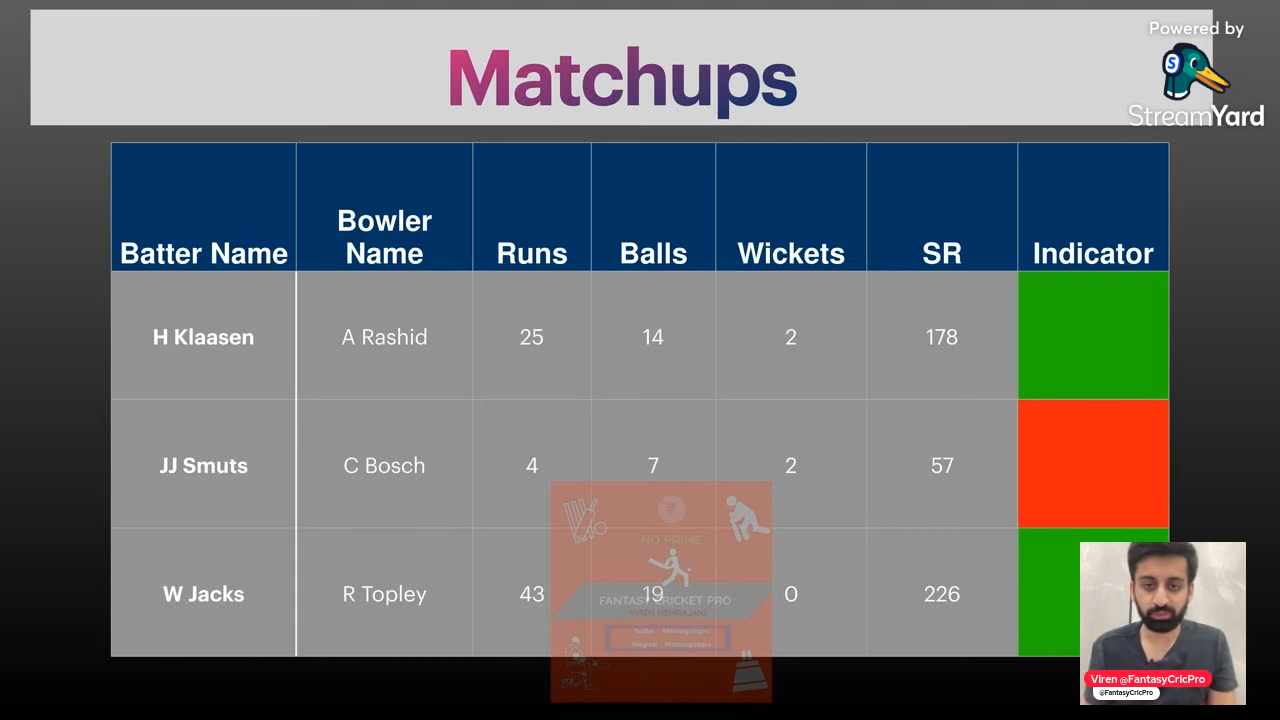 Powered by
StreamYard
Matchups
Batter Name Bowler Name Runs Balls Wickets SR Indicator
H Klaasen A Rashid 25 14 2 178
JJ Smuts C Bosch 4 7 2 57
W Jacks R Topley 43 19 0 226
NO PRIME
FANTASY CRICKET PRO
Viren @FantasyCricPro
@FantasyCricPro